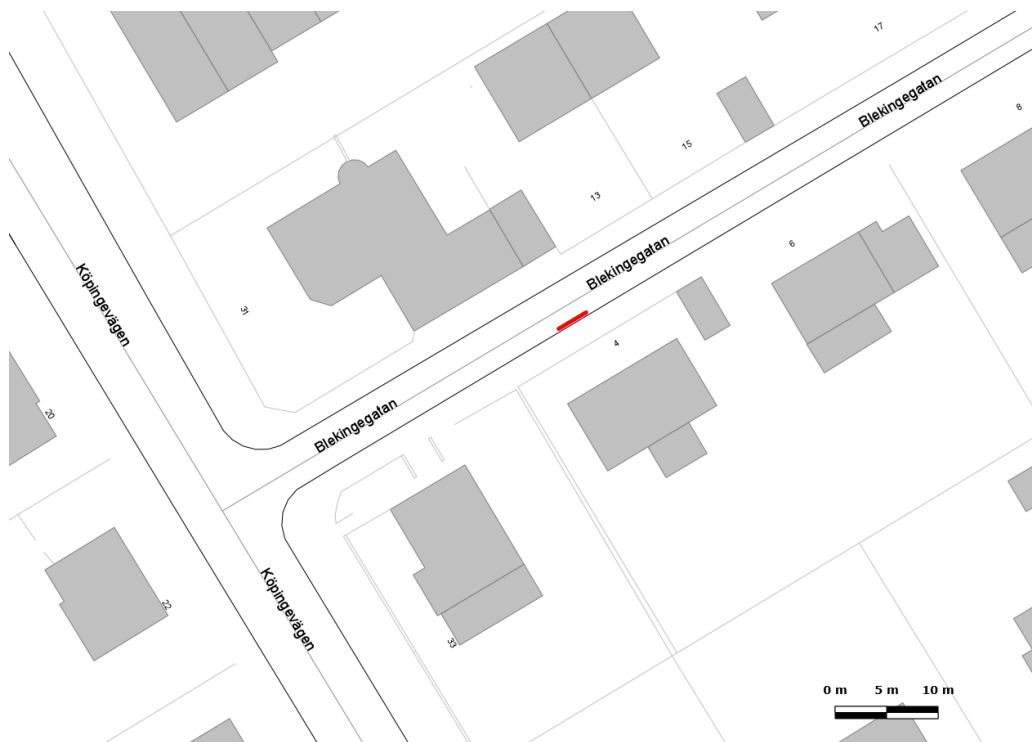 17
Blekingegatan
8
15
13
Blekingegatan
6
Köpingevägen
31
4
20
Blekingegatan
Köpingevägen
22
33
0 m 5 m 10 m